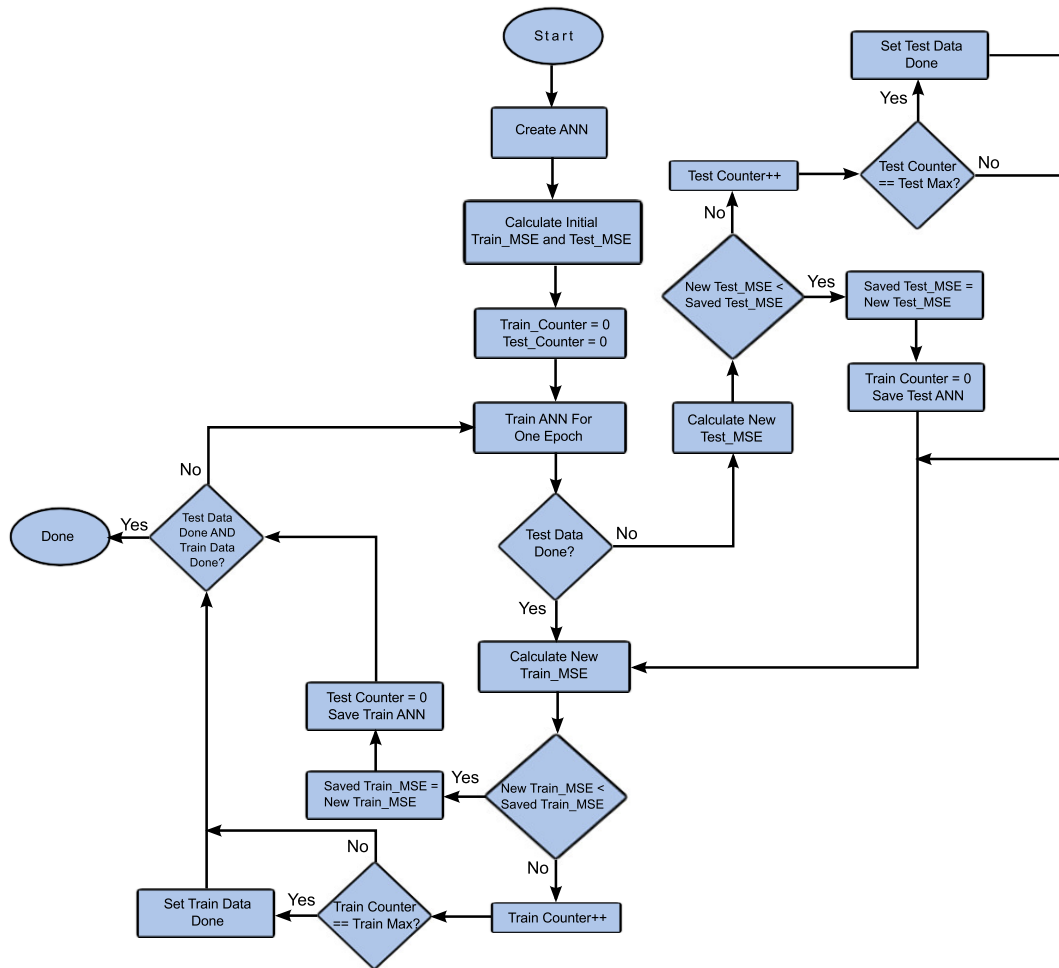 Start
Create ANN
Calculate Initial
Train_MSE and Test_MSE
Train_Counter = 0
Test_Counter = 0
Train ANN For
One Epoch
Test Data
Done?
No
Calculate New
Test_MSE
New Test_MSE <
Saved Test_MSE
No
Test Counter++
Test Counter
== Test Max?
Yes
Set Test Data
Done
No
Yes
Saved Test_MSE =
New Test_MSE
Train Counter = 0
Save Test ANN
Yes
Calculate New
Train_MSE
New Train_MSE <
Saved Train_MSE
Yes
Saved Train_MSE =
New Train_MSE
Test Counter = 0
Save Train ANN
No
Train Counter++
Train Counter
== Train Max?
No
Yes
Set Train Data
Done
Test Data
Done AND
Train Data
Done?
No
Yes
Done